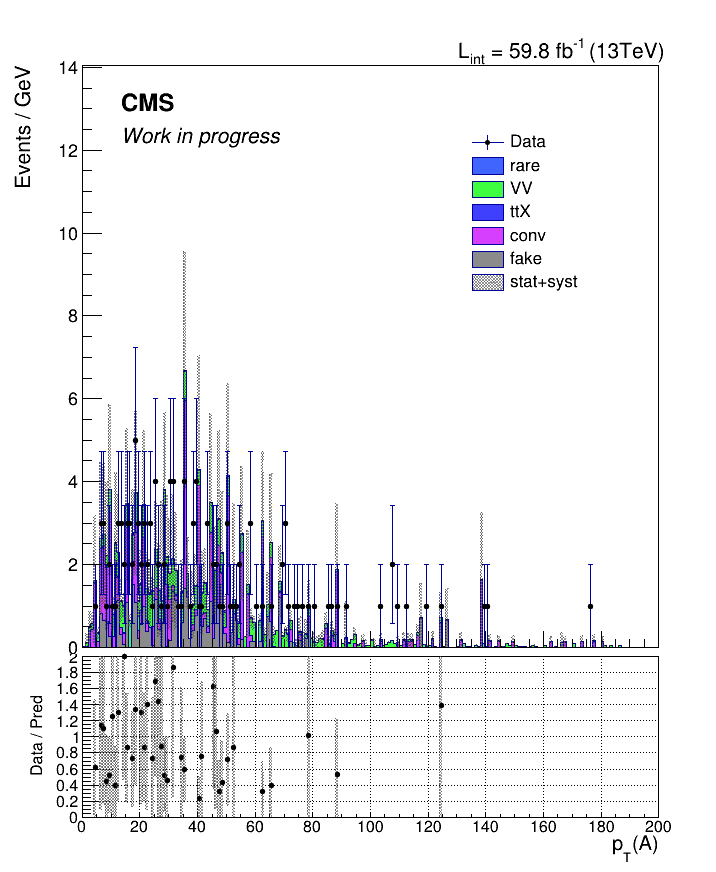 L_int = 59.8 fb^-1 (13TeV)
Events / GeV
14
12
10
8
6
4
2
0
CMS
Work in progress
Data
rare
VV
ttX
conv
fake
stat+syst
Data / Pred
2
1.8
1.6
1.4
1.2
1
0.8
0.6
0.4
0.2
0
0 20 40 60 80 100 120 140 160 180 200
p_T(A)